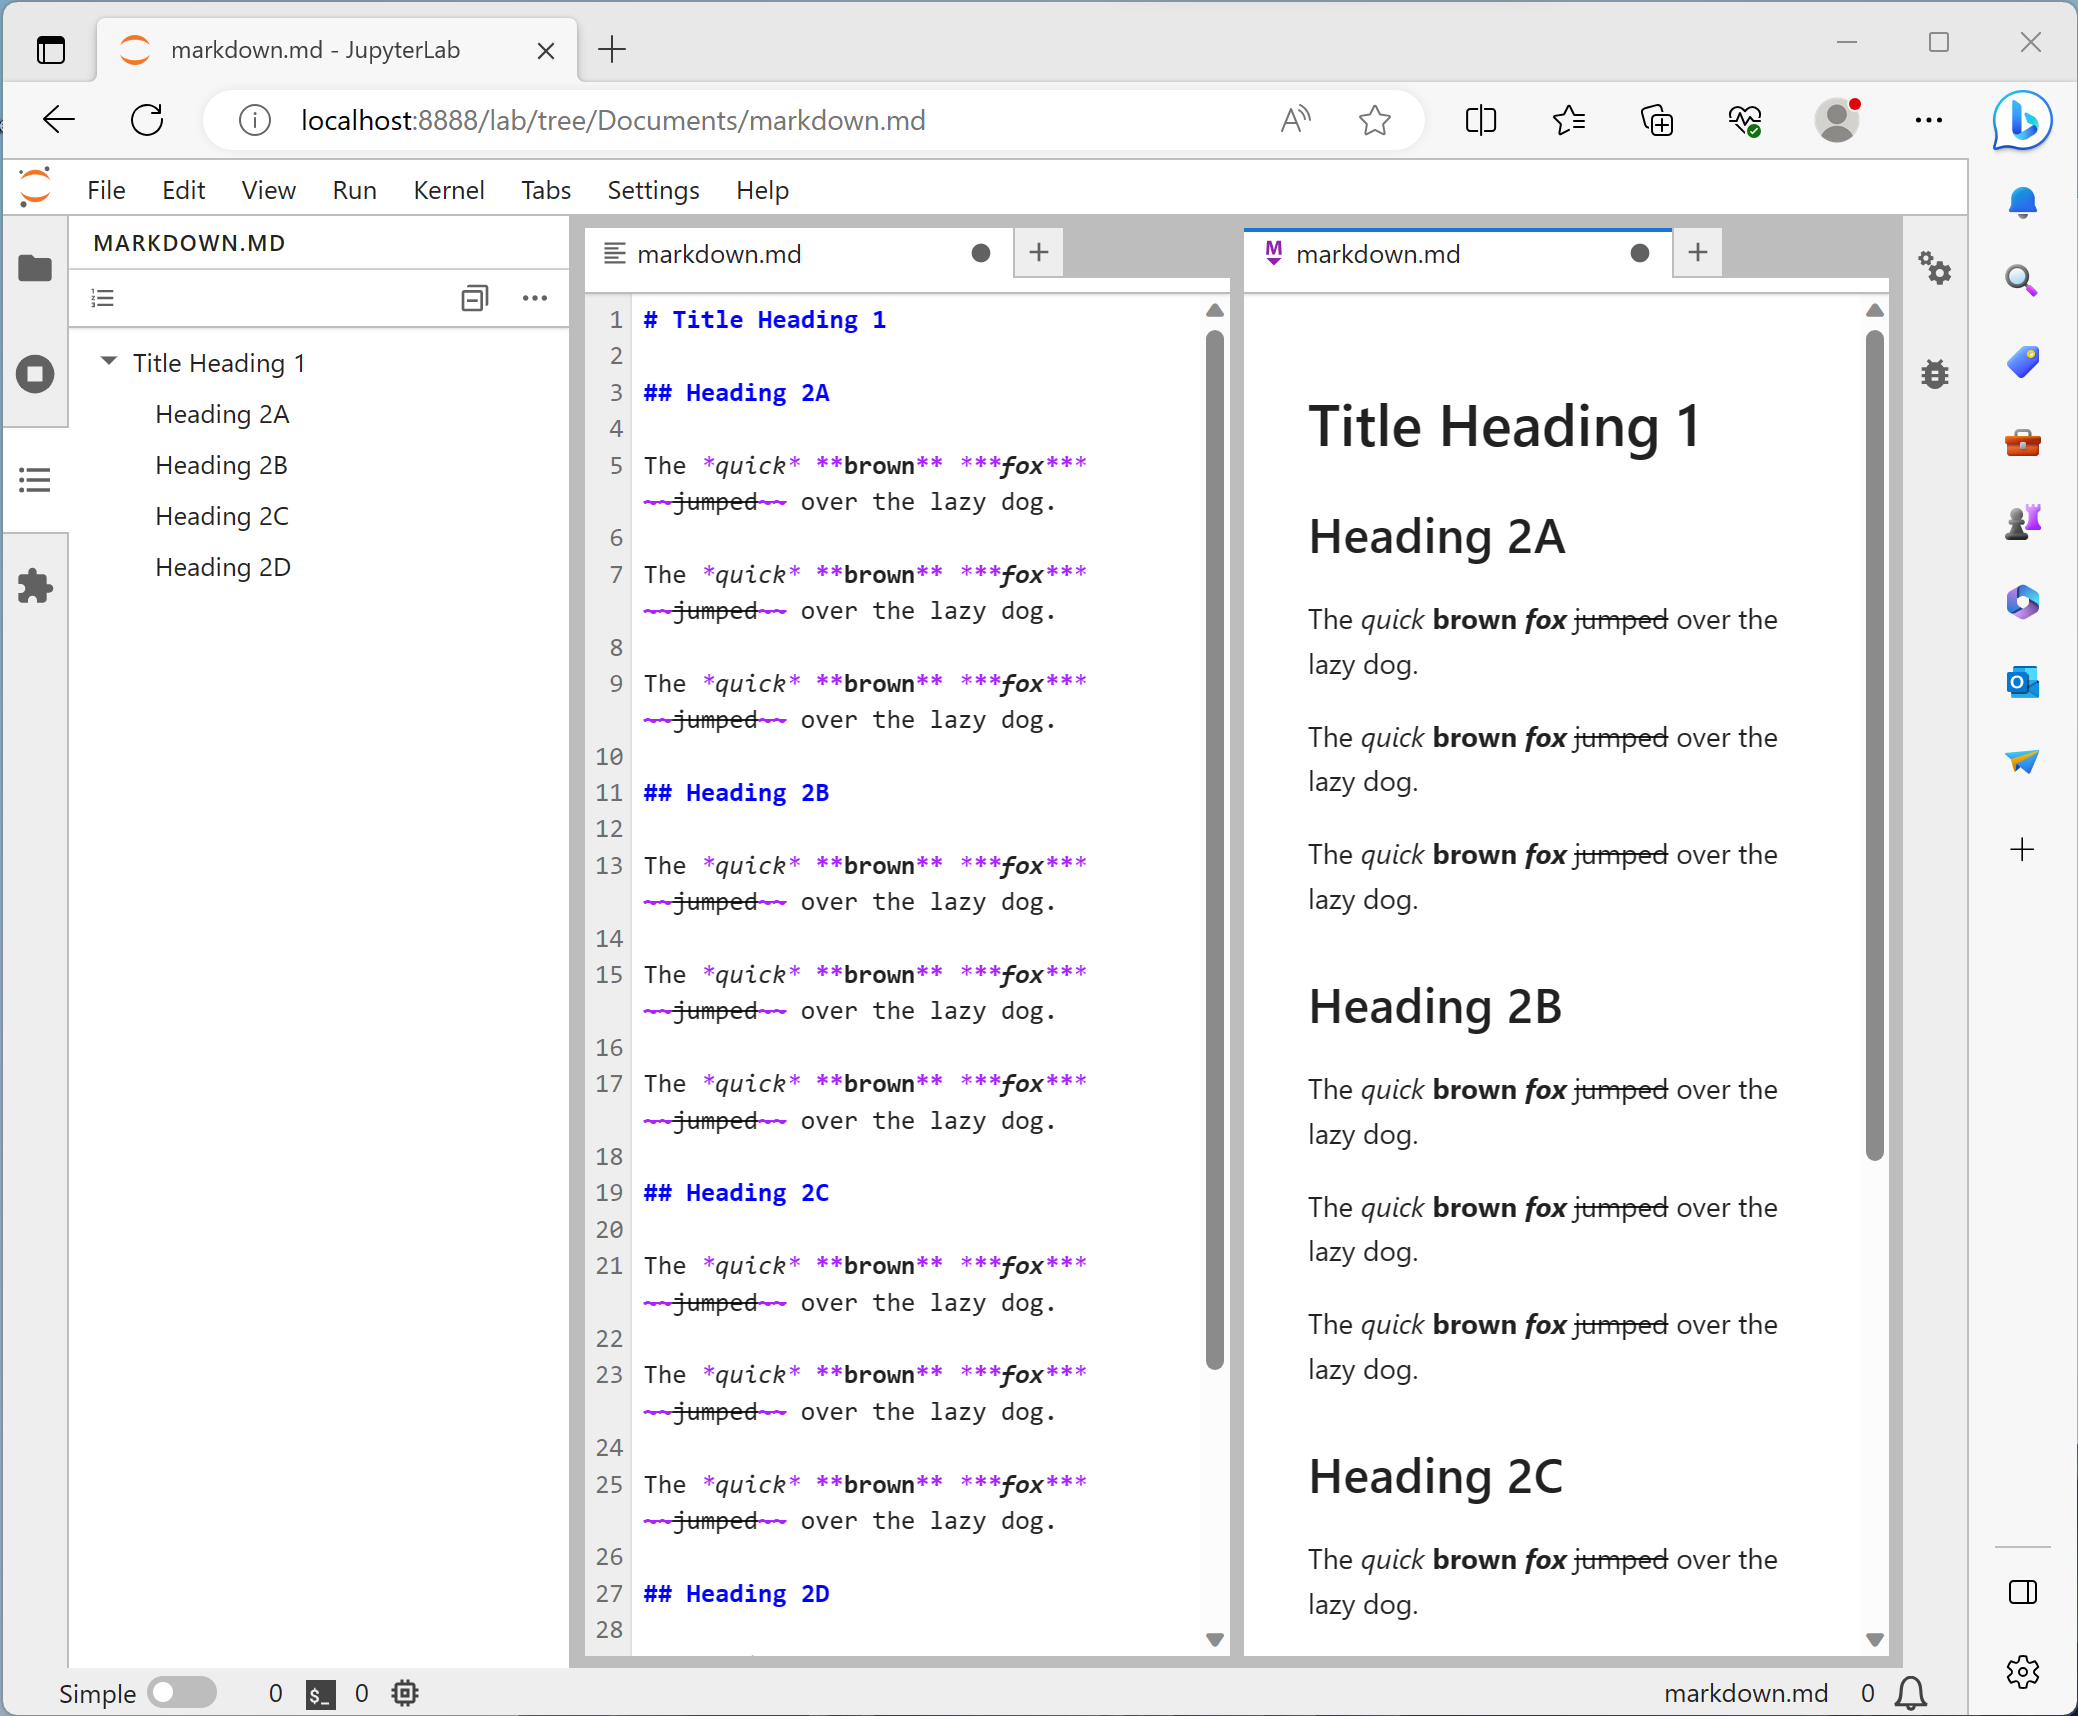 markdown.md - JupyterLab
localhost:8888/lab/tree/Documents/markdown.md
File Edit View Run Kernel Tabs Settings Help
MARKDOWN.MD
Title Heading 1
Heading 2A
Heading 2B
Heading 2C
Heading 2D
markdown.md
1 # Title Heading 1
2
3 ## Heading 2A
4
5 The *quick* **brown** ***fox***
~~jumped~~ over the lazy dog.
6
7 The *quick* **brown** ***fox***
~~jumped~~ over the lazy dog.
8
9 The *quick* **brown** ***fox***
~~jumped~~ over the lazy dog.
10
11 ## Heading 2B
12
13 The *quick* **brown** ***fox***
~~jumped~~ over the lazy dog.
14
15 The *quick* **brown** ***fox***
~~jumped~~ over the lazy dog.
16
17 The *quick* **brown** ***fox***
~~jumped~~ over the lazy dog.
18
19 ## Heading 2C
20
21 The *quick* **brown** ***fox***
~~jumped~~ over the lazy dog.
22
23 The *quick* **brown** ***fox***
~~jumped~~ over the lazy dog.
24
25 The *quick* **brown** ***fox***
~~jumped~~ over the lazy dog.
26
27 ## Heading 2D
28
markdown.md
Title Heading 1
Heading 2A
The quick brown fox jumped over the
lazy dog.
The quick brown fox jumped over the
lazy dog.
The quick brown fox jumped over the
lazy dog.
Heading 2B
The quick brown fox jumped over the
lazy dog.
The quick brown fox jumped over the
lazy dog.
The quick brown fox jumped over the
lazy dog.
Heading 2C
The quick brown fox jumped over the
lazy dog.
Simple 0 $_ 0 markdown.md 0